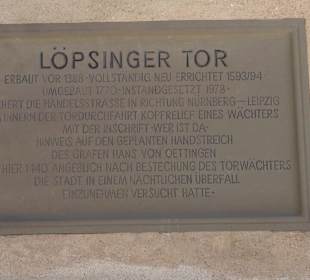 LÖPSINGER TOR
ERBAUT VOR 1388·VOLLSTÄNDIG NEU ERRICHTET 1593/94
UMGEBAUT 1770·INSTANDGESETZT 1978·
HERT DIE HANDELSSTRASSE IN RICHTUNG NÜRNBERG – LEIPZIG
INNERN DER TORDURCHFAHRT KOPFRELIEF EINES WÄCHTERS
MIT DER INSCHRIFT·WER IST DA·
HINWEIS AUF DEN GEPLANTEN HANDSTREICH
DES GRAFEN HANS VON OETTINGEN
HIER 1440 ANGEBLICH NACH BESTECHUNG DES TORWÄCHTERS
DIE STADT IN EINEM NÄCHTLICHEN ÜBERFALL
EINZUNEHMEN VERSUCHT HATTE·